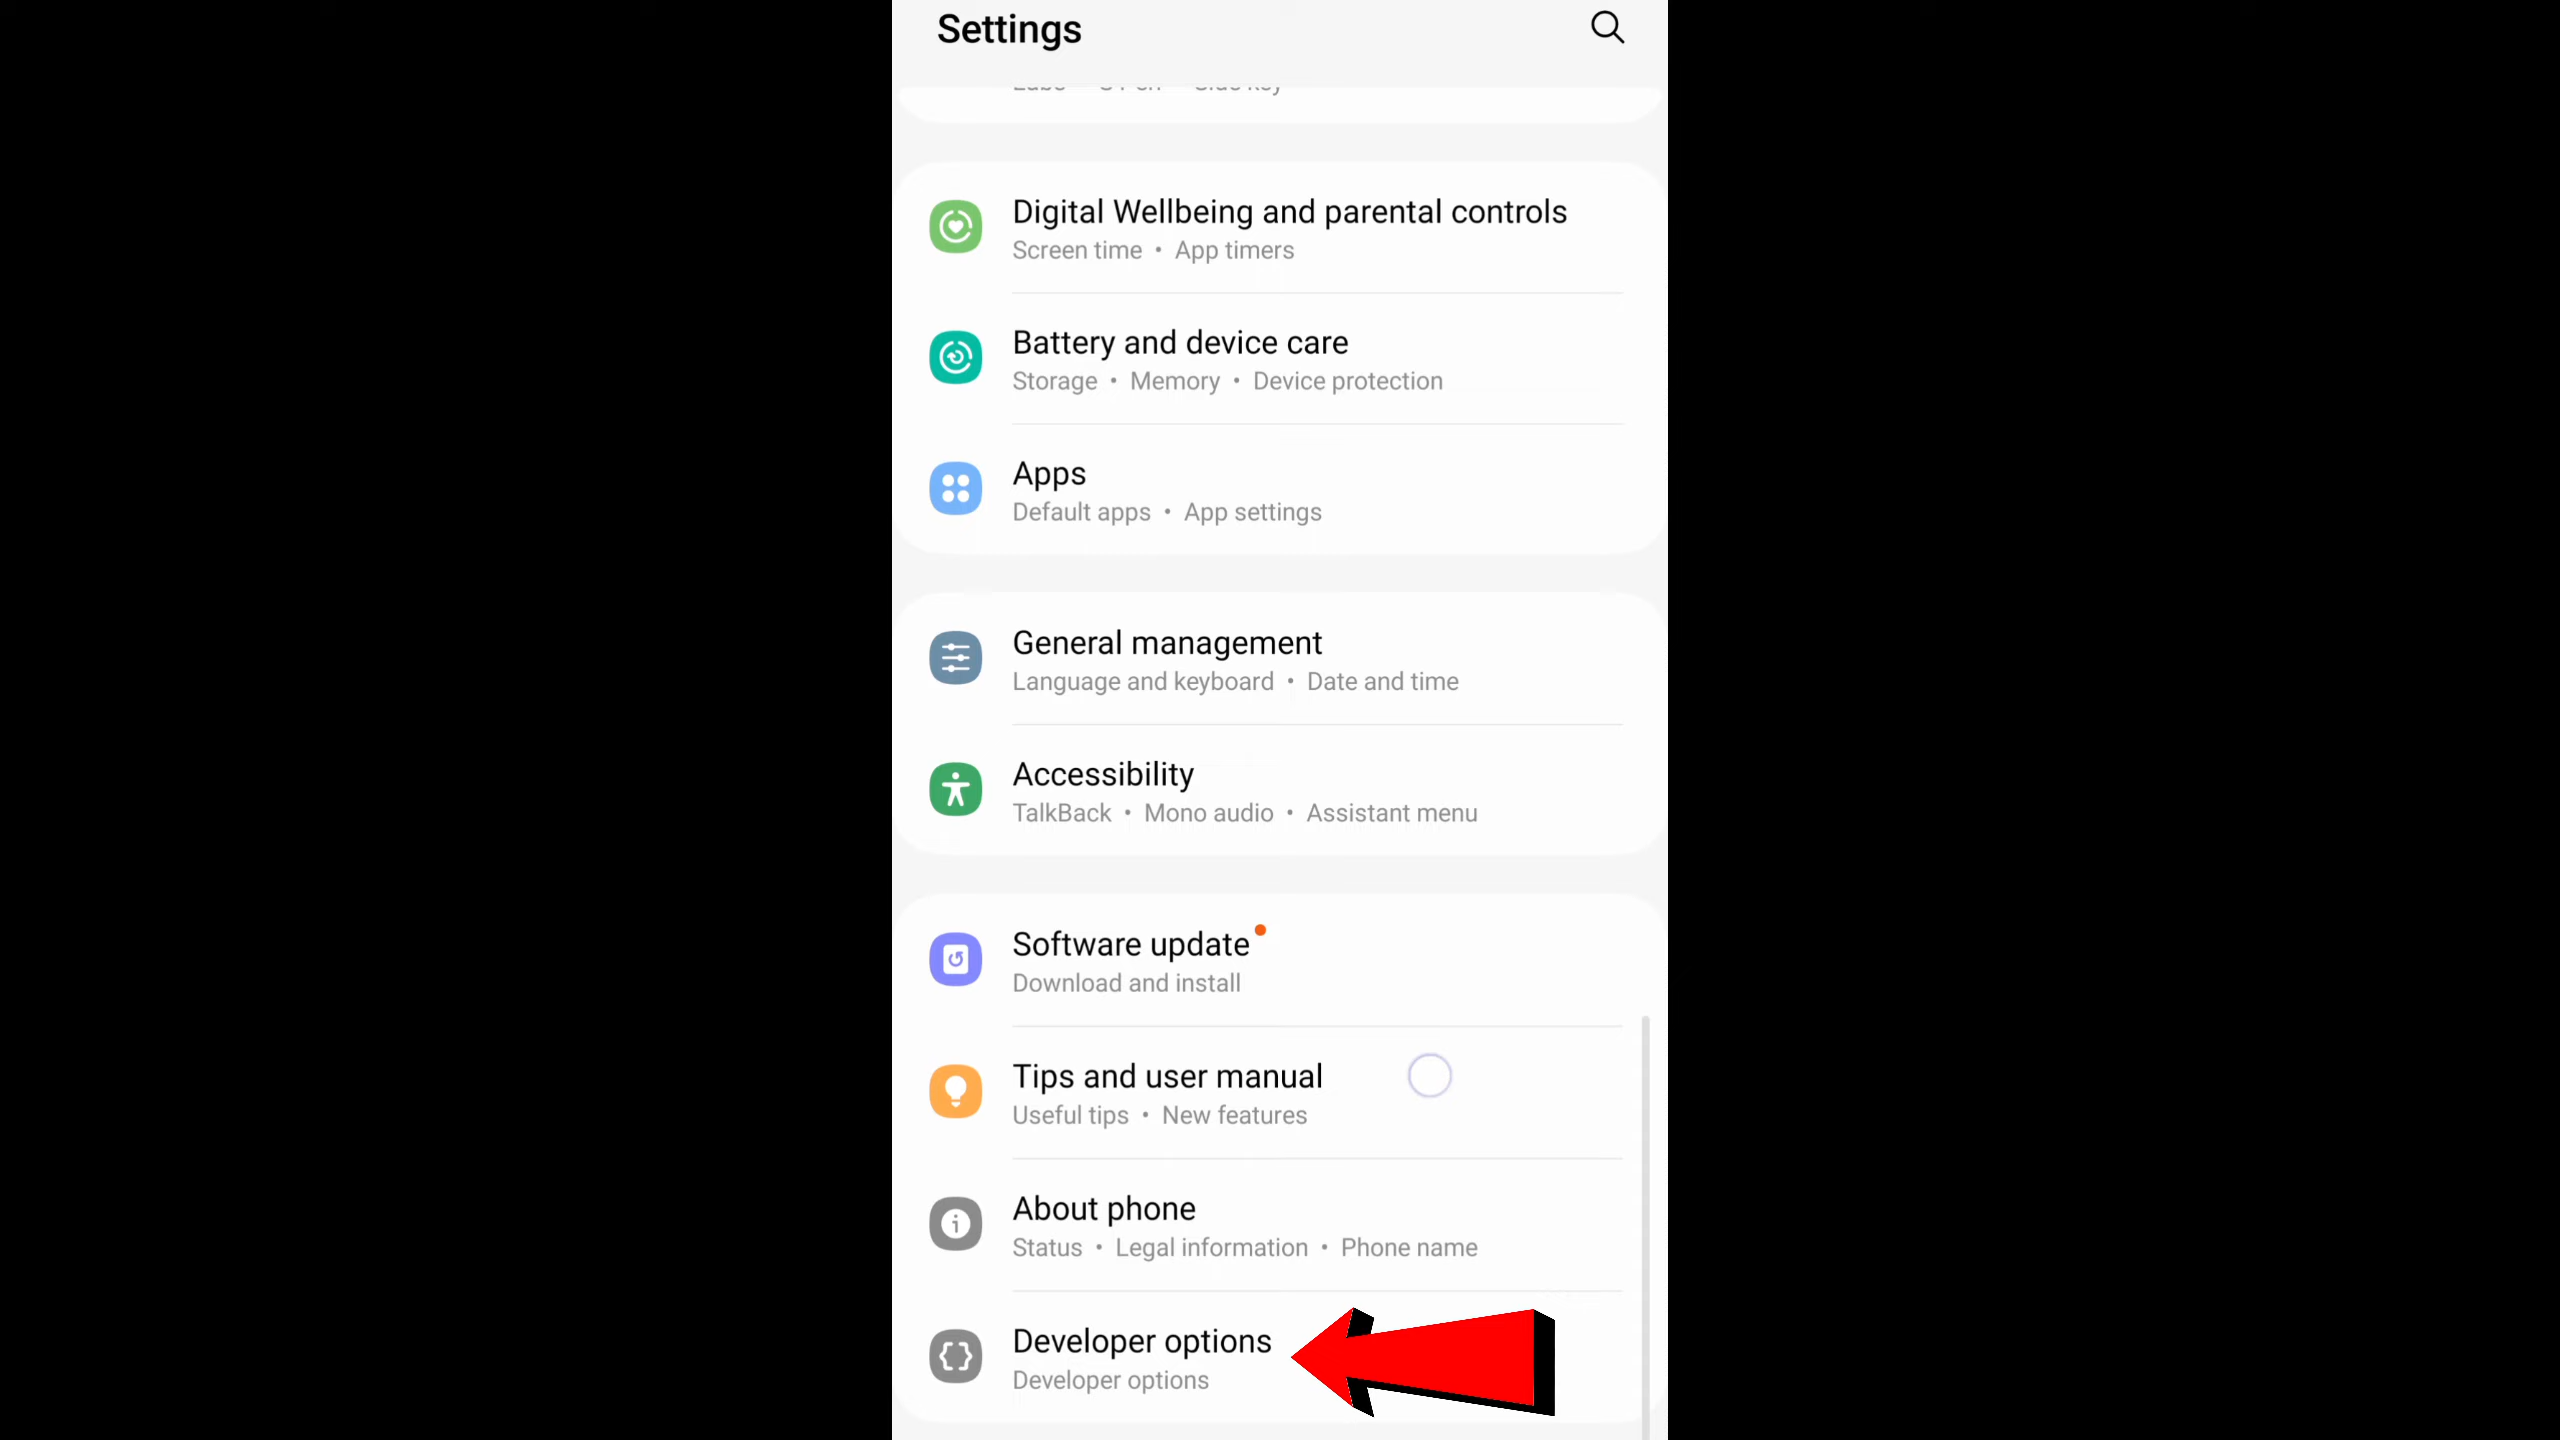 Settings
Digital Wellbeing and parental controls
Screen time • App timers
Battery and device care
Storage • Memory • Device protection
Apps
Default apps • App settings
General management
Language and keyboard • Date and time
Accessibility
TalkBack • Mono audio • Assistant menu
Software update
Download and install
Tips and user manual
Useful tips • New features
About phone
Status • Legal information • Phone name
Developer options
Developer options